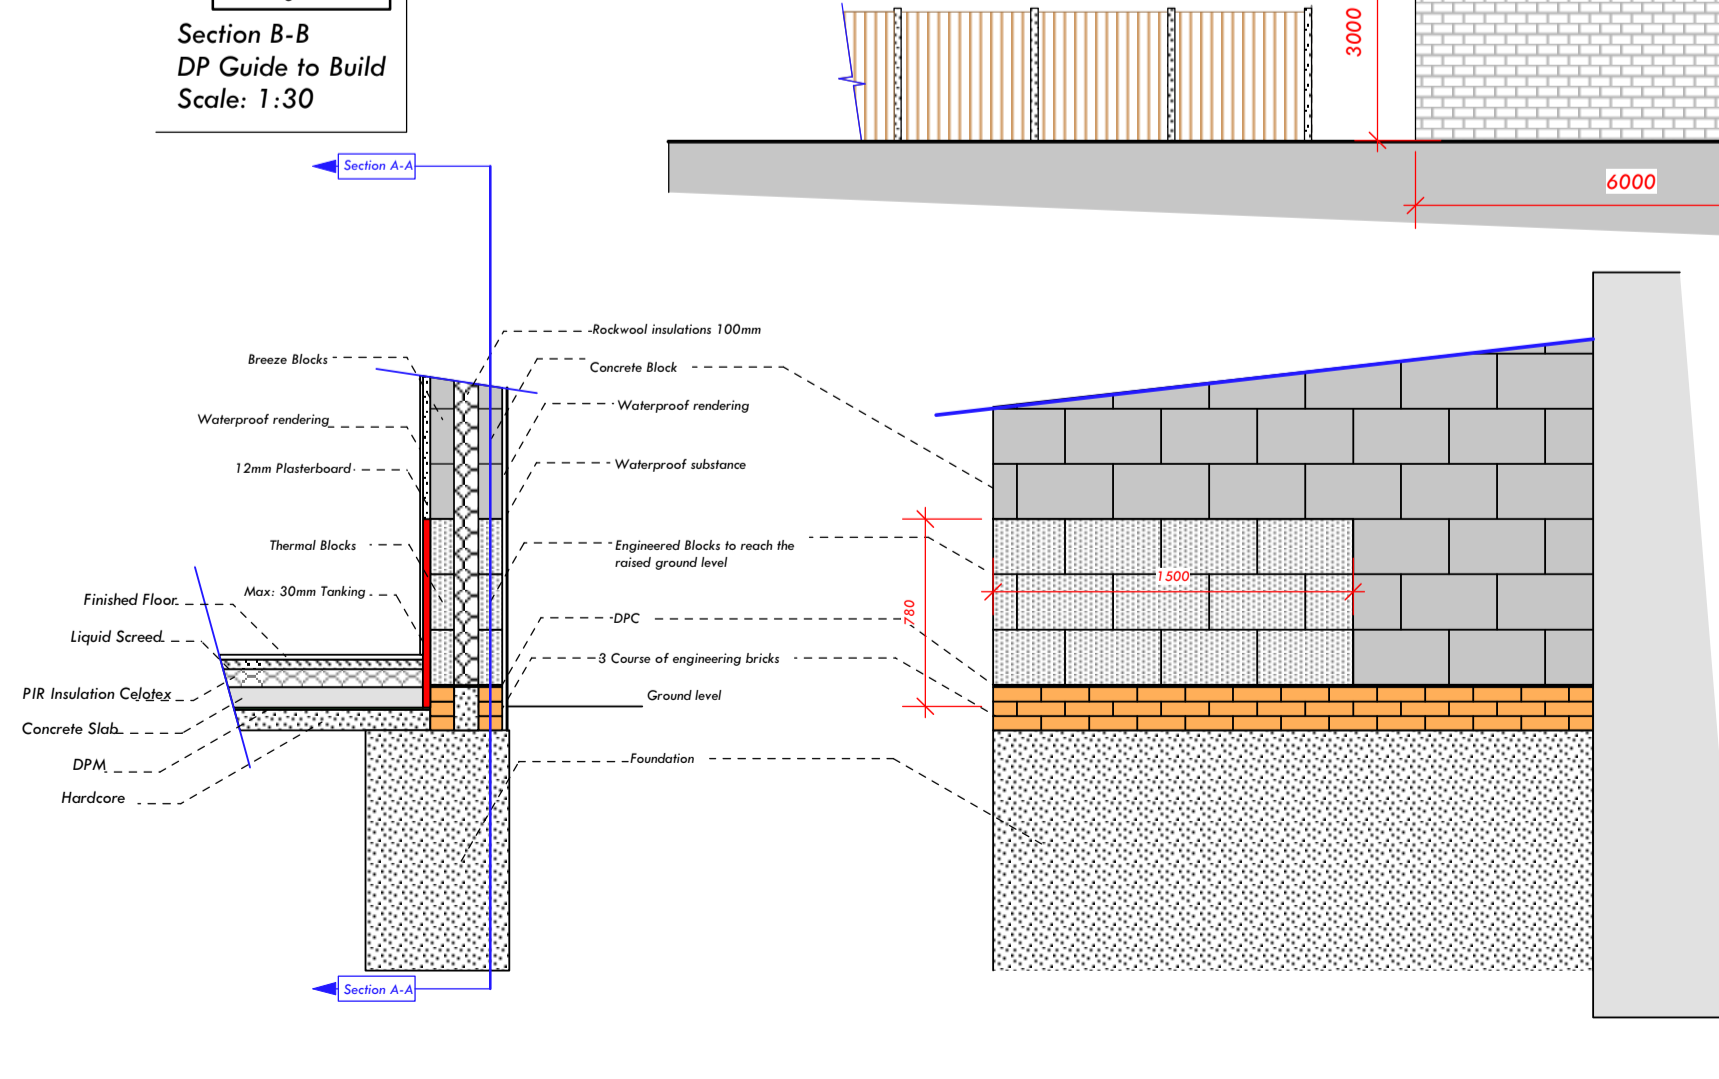 Section B-B
DP Guide to Build
Scale: 1:30
3000
6000
Section A-A
Rockwool insulations 100mm
Breeze Blocks
Concrete Block
Waterproof rendering
Waterproof rendering
12mm Plasterboard
Waterproof substance
Thermal Blocks
Engineered Blocks to reach the
raised ground level
1500
Max: 30mm Tanking
780
Finished Floor
DPC
Liquid Screed
3 Course of engineering bricks
PIR Insulation Celotex
Ground level
Concrete Slab
DPM
Foundation
Hardcore
Section A-A